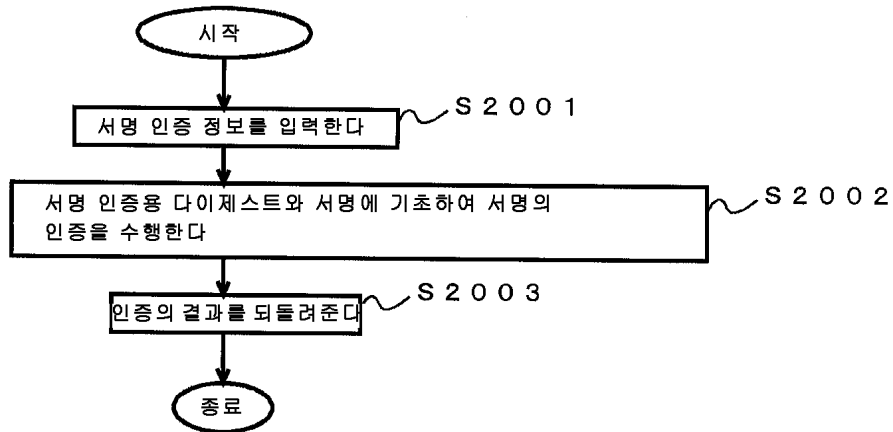 시작
서명 인증 정보를 입력한다
S2001
서명 인증용 다이제스트와 서명에 기초하여 서명의
인증을 수행한다
S2002
인증의 결과를 되돌려준다
S2003
종료